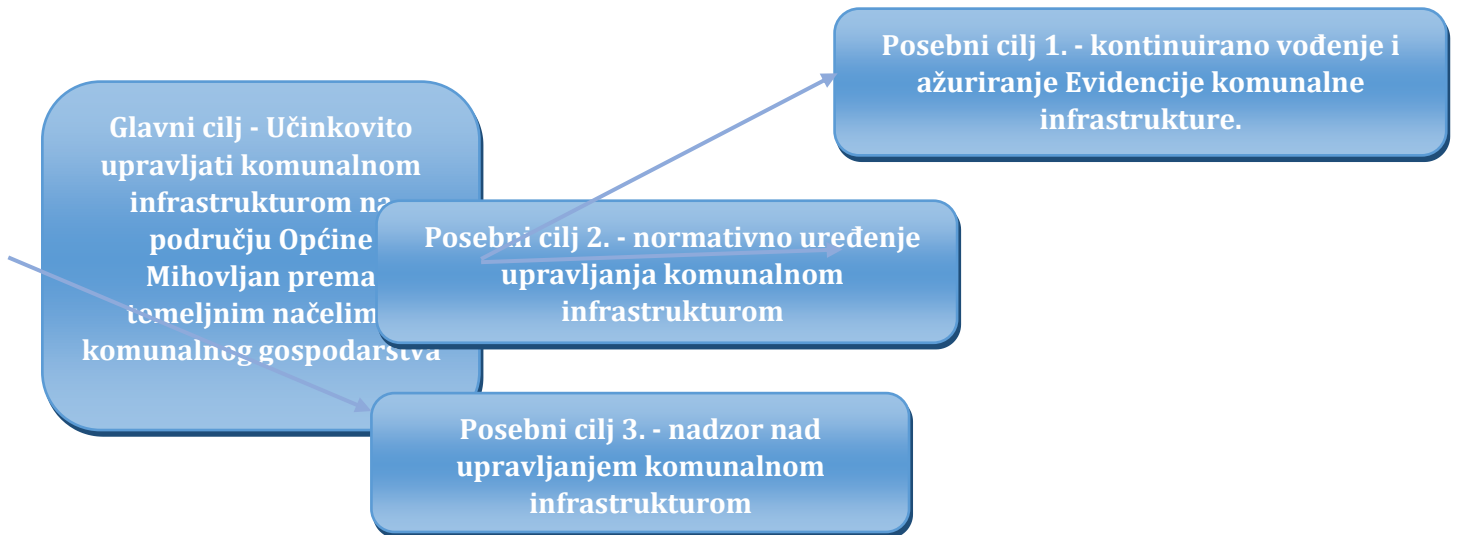 Glavni cilj - Učinkovito
upravljati komunalnom
infrastrukturom na
području Općine
Mihovljan prema
temeljnim načelim
komunalnog gospodarstva
Posebni cilj 1. - kontinuirano vođenje i
ažuriranje Evidencije komunalne
infrastrukture.
Posebni cilj 2. - normativno uređenje
upravljanja komunalnom
infrastrukturom
Posebni cilj 3. - nadzor nad
upravljanjem komunalnom
infrastrukturom